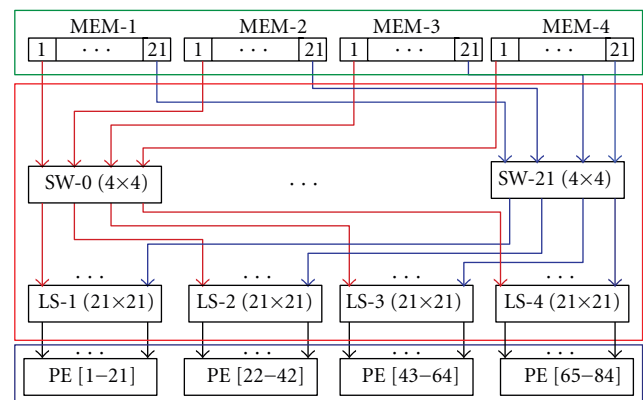 MEM-1 MEM-2 MEM-3 MEM-4
1 · · · 21 1 · · · 21 1 · · · 21 1 · · · 21
SW-0 (4×4) · · · SW-21 (4×4)
· · · · · · · · · · · ·
LS-1 (21×21) LS-2 (21×21) LS-3 (21×21) LS-4 (21×21)
· · · · · · · · · · · ·
PE [1−21] PE [22−42] PE [43−64] PE [65−84]